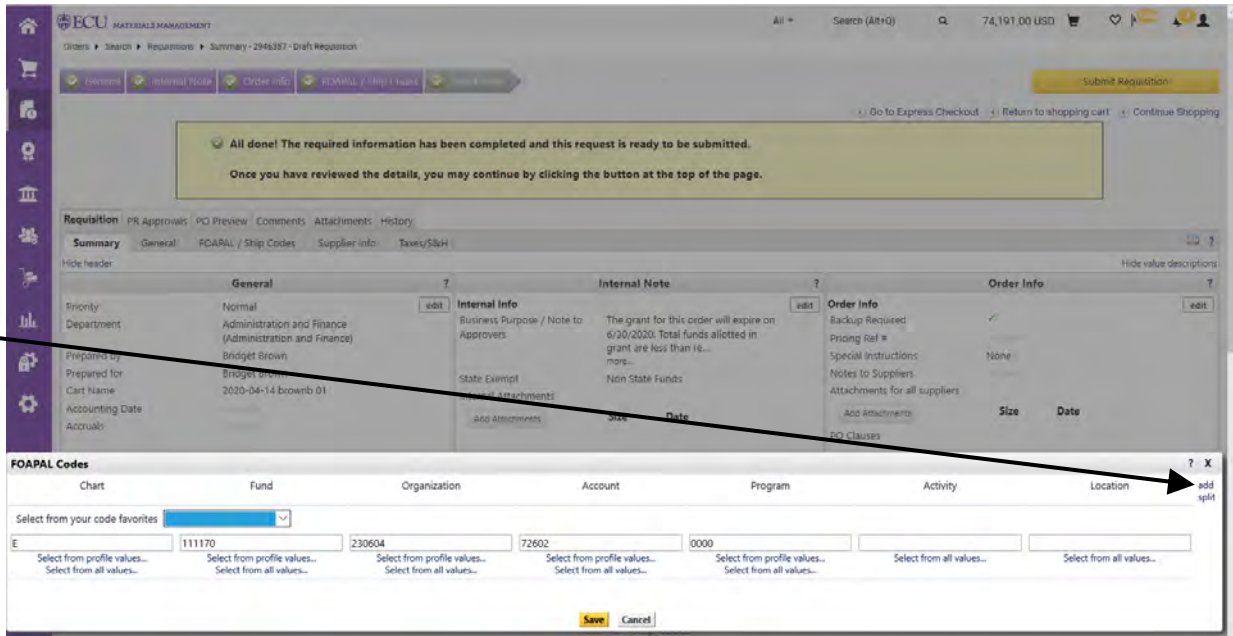 ECU MATERIALS MANAGEMENT
All
Search (Alt+Q)
74,191.00 USD
Orders Search Requisitions Summary - 2946357 - Draft Requisition
General Internal Note Order Info FOAPAL / Ship Codes
Submit Requisition
Go to Express Checkout Return to shopping cart Continue Shopping
All done! The required information has been completed and this request is ready to be submitted.
Once you have reviewed the details, you may continue by clicking the button at the top of the page.
Requisition PR Approvals PO Preview Comments Attachments History
Summary General FOAPAL / Ship Codes Supplier Info Taxes/S&H ?
Hide header
Hide value descriptions
General ?
Priority Normal edit
Department Administration and Finance
(Administration and Finance)
Prepared by Bridget Brown
Prepared for Bridget Brown
Cart Name 2020-04-14 brownb 01
Accounting Date
Accruals
Internal Note ?
Internal Info edit
Business Purpose / Note to Approvers
The grant for this order will expire on
6/30/2020. Total funds allotted in
grant are less than re...
more...
State Exempt Non State Funds
Internal Attachments
Add Attachments Size Date
Order Info ?
Order Info edit
Backup Required ✓
Pricing Ref #
Special Instructions None
Notes to Suppliers
Attachments for all suppliers
Add Attachments Size Date
PO Clauses
FOAPAL Codes ? X
Chart Fund Organization Account Program Activity Location add
split
Select from your code favorites
E 111170 230604 72602 0000
Select from profile values... Select from profile values... Select from profile values... Select from profile values... Select from profile values... Select from all values... Select from all values...
Select from all values... Select from all values... Select from all values... Select from all values... Select from all values...
Save Cancel